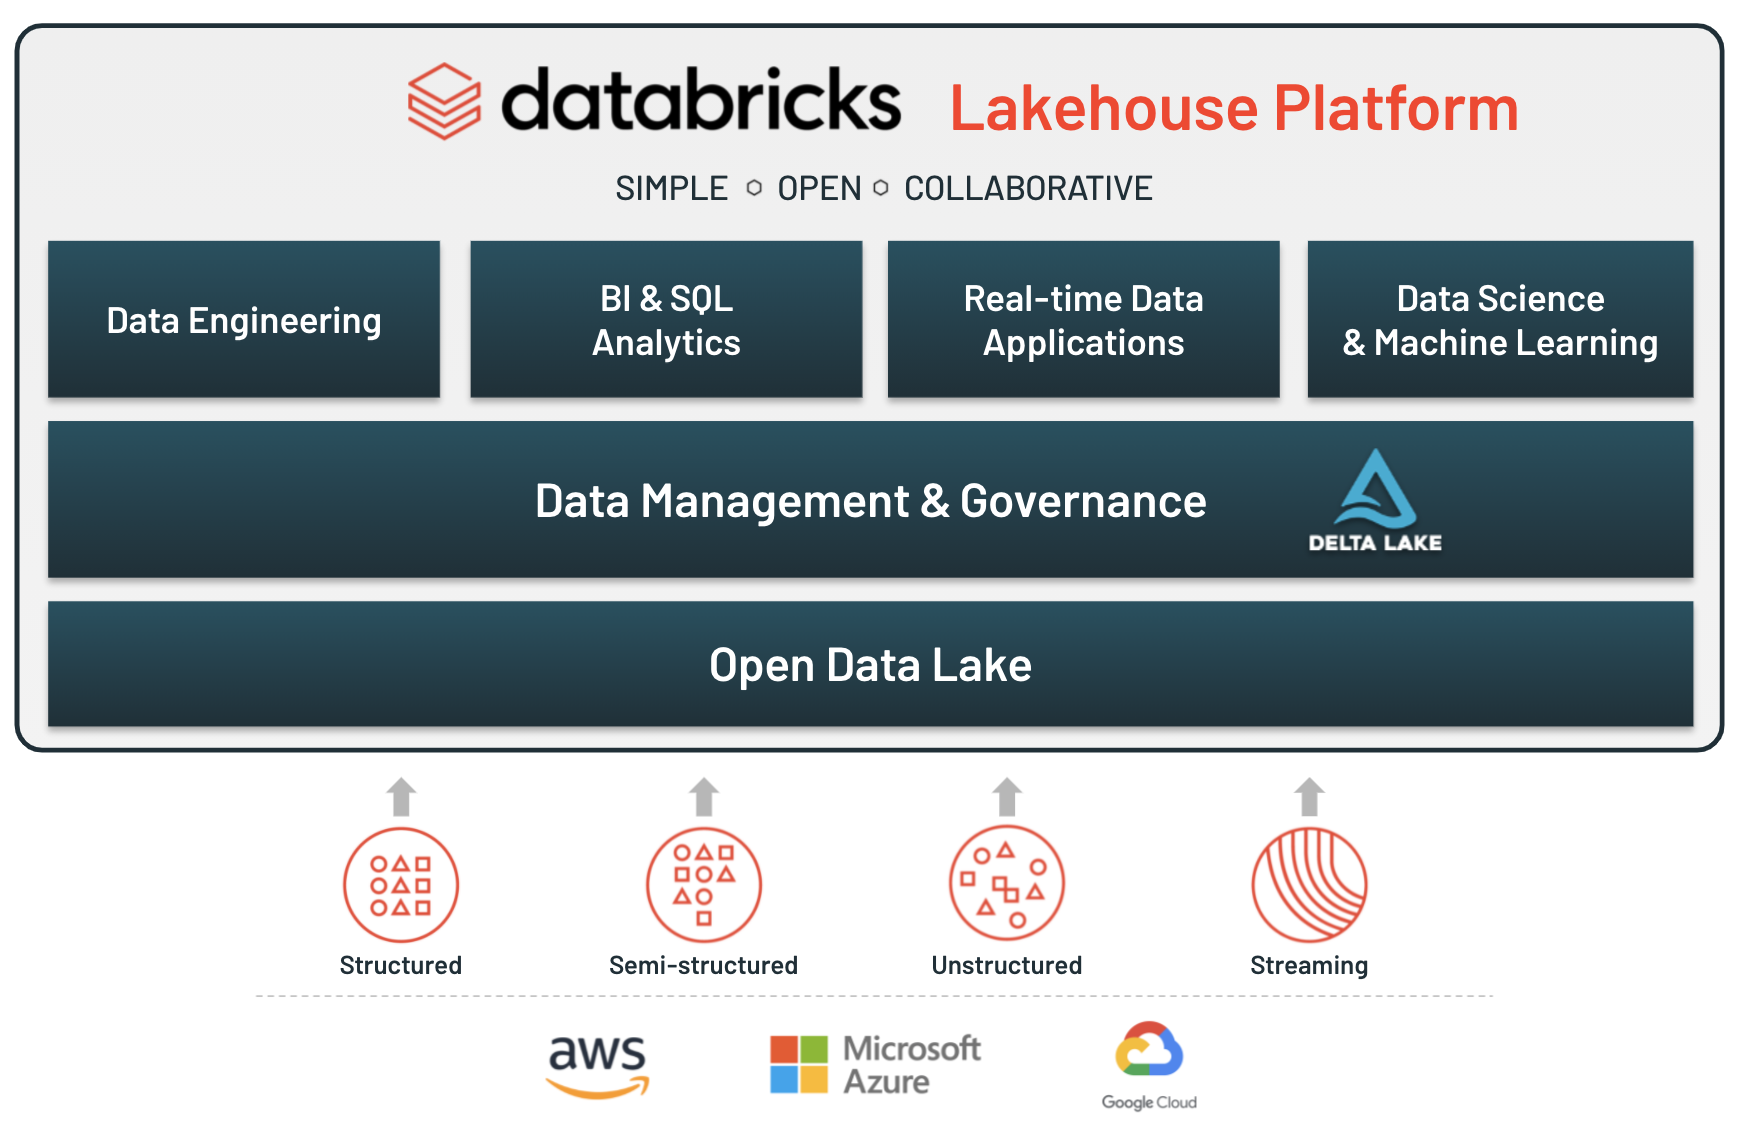 databricks Lakehouse Platform
SIMPLE OPEN COLLABORATIVE
Data Engineering
BI & SQL
Analytics
Real-time Data
Applications
Data Science
& Machine Learning
Data Management & Governance
DELTA LAKE
Open Data Lake
Structured
Semi-structured
Unstructured
Streaming
aws
Microsoft
Azure
Google Cloud